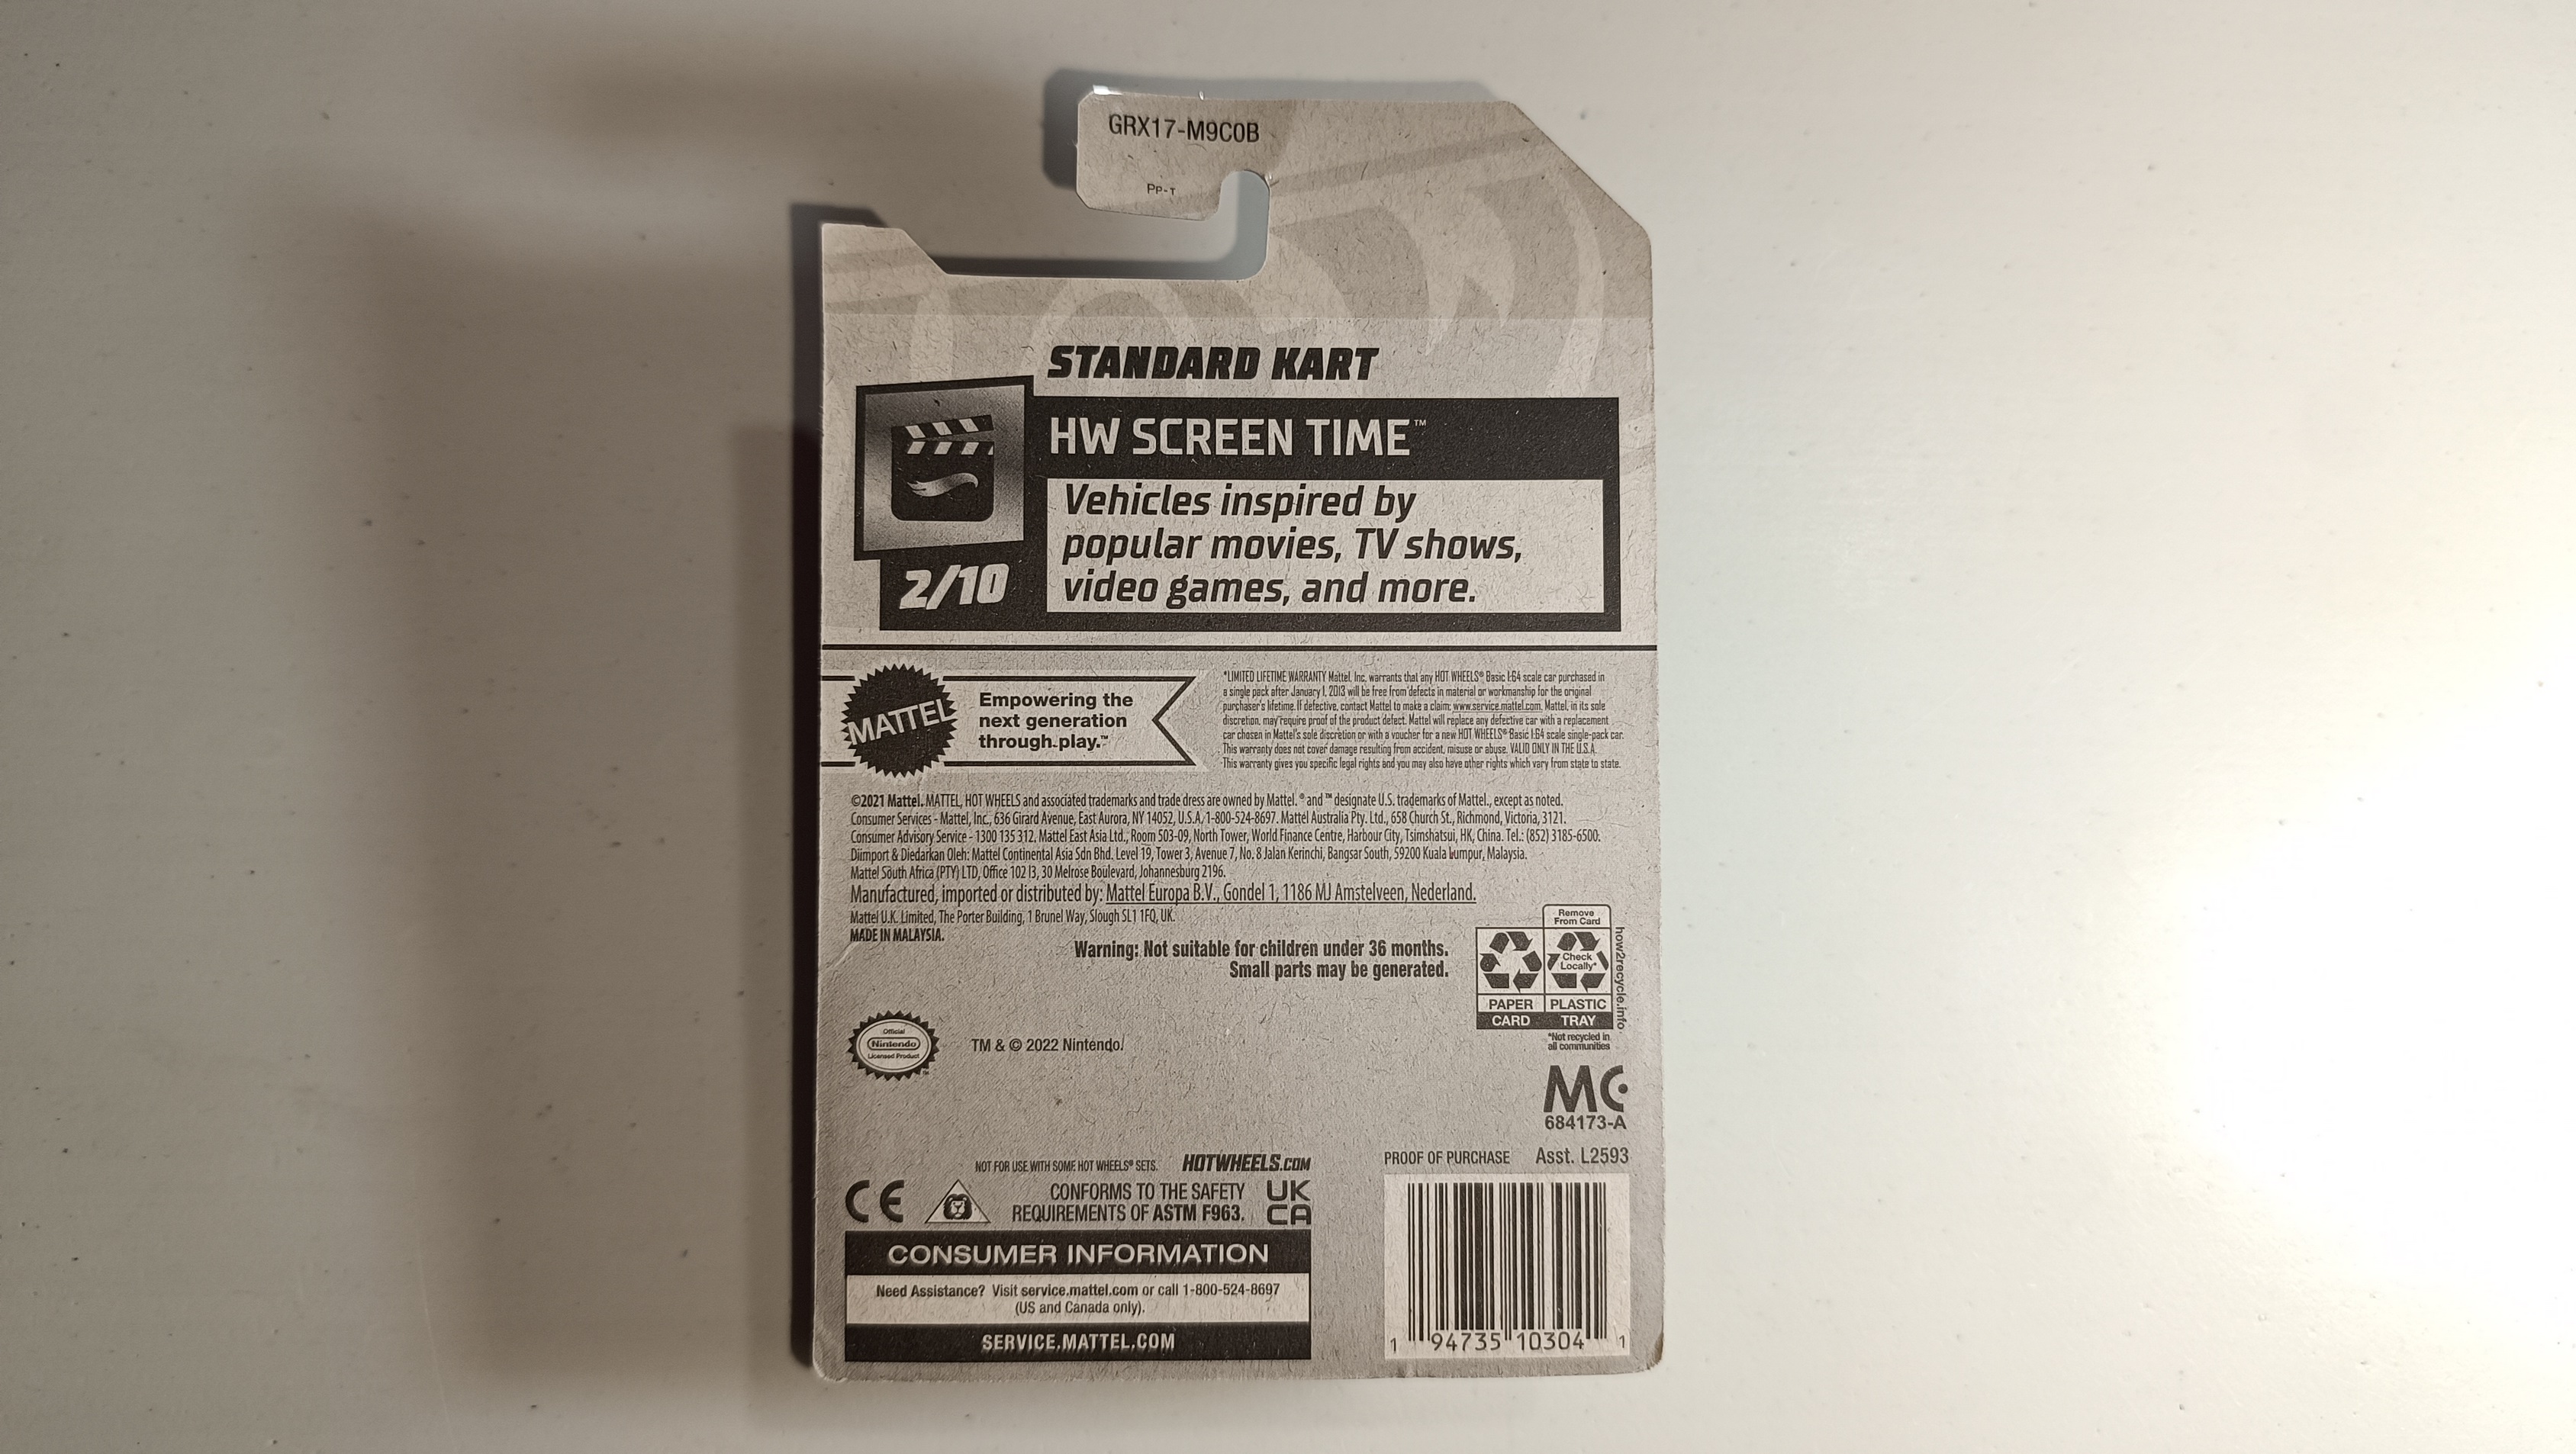 GRX17-M9C0B
PP-T
STANDARD KART
HW SCREEN TIME™
Vehicles inspired by
popular movies, TV shows,
video games, and more.
2/10
MATTEL
Empowering the
next generation
through play.™
*LIMITED LIFETIME WARRANTY Mattel, Inc. warrants that any HOT WHEELS® Basic 1:64 scale car purchased in
a single pack after January 1, 2013 will be free from defects in material or workmanship for the original
purchaser's lifetime. If defective, contact Mattel to make a claim; www.service.mattel.com. Mattel, in its sole
discretion, may require proof of the product defect. Mattel will replace any defective car with a replacement
car chosen in Mattel's sole discretion or with a voucher for a new HOT WHEELS® Basic 1:64 scale single-pack car.
This warranty does not cover damage resulting from accident, misuse or abuse. VALID ONLY IN THE U.S.A.
This warranty gives you specific legal rights and you may also have other rights which vary from state to state.
©2021 Mattel. MATTEL, HOT WHEELS and associated trademarks and trade dress are owned by Mattel. ® and ™ designate U.S. trademarks of Mattel., except as noted.
Consumer Services - Mattel, Inc., 636 Girard Avenue, East Aurora, NY 14052, U.S.A. 1-800-524-8697. Mattel Australia Pty. Ltd., 658 Church St., Richmond, Victoria, 3121.
Consumer Advisory Service - 1300 135 312. Mattel East Asia Ltd., Room 503-09, North Tower, World Finance Centre, Harbour City, Tsimshatsui, HK, China. Tel.: (852) 3185-6500.
Diimport & Diedarkan Oleh: Mattel Continental Asia Sdn Bhd. Level 19, Tower 3, Avenue 7, No. 8 Jalan Kerinchi, Bangsar South, 59200 Kuala Lumpur, Malaysia.
Mattel South Africa (PTY) LTD, Office 102 I3, 30 Melrose Boulevard, Johannesburg 2196.
Manufactured, imported or distributed by: Mattel Europa B.V., Gondel 1, 1186 MJ Amstelveen, Nederland.
Mattel U.K. Limited, The Porter Building, 1 Brunel Way, Slough SL1 1FQ, UK.
MADE IN MALAYSIA.
Warning: Not suitable for children under 36 months.
Small parts may be generated.
Remove
From Card
Check
Locally*
PAPER PLASTIC
CARD TRAY
how2recycle.info
*Not recycled in
all communities
Official
Nintendo
Licensed Product
™
TM & © 2022 Nintendo.
MC
684173-A
NOT FOR USE WITH SOME HOT WHEELS® SETS. HOTWHEELS.COM
PROOF OF PURCHASE Asst. L2593
CE
CONFORMS TO THE SAFETY
REQUIREMENTS OF ASTM F963.
UK
CA
CONSUMER INFORMATION
Need Assistance? Visit service.mattel.com or call 1-800-524-8697
(US and Canada only).
SERVICE.MATTEL.COM
1 94735 10304 1